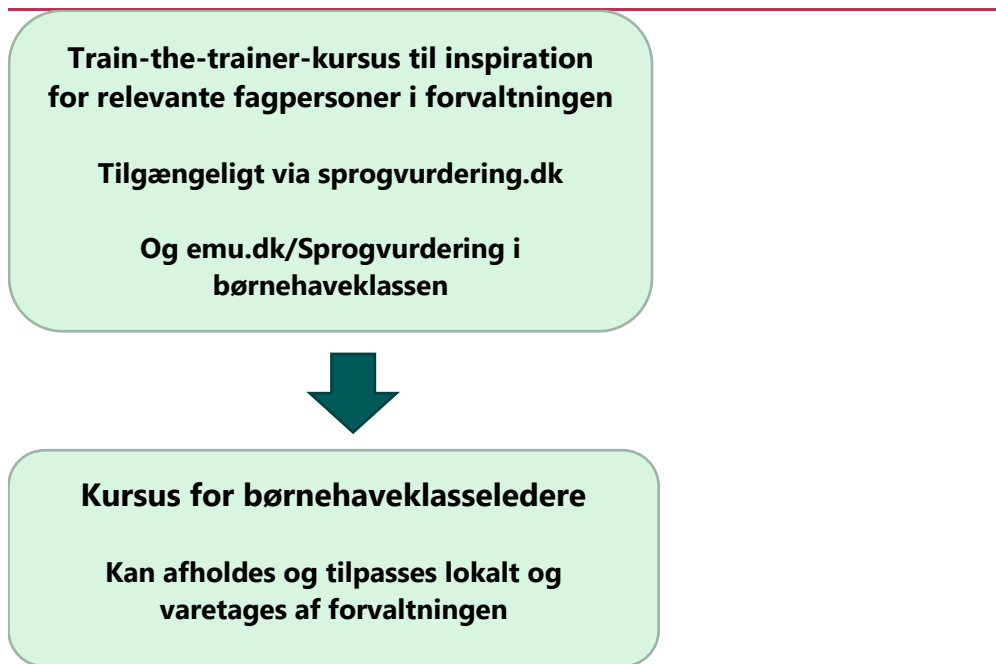 Train-the-trainer-kursus til inspiration
for relevante fagpersoner i forvaltningen
Tilgængeligt via sprogvurdering.dk
Og emu.dk/Sprogvurdering i
børnehaveklassen
Kursus for børnehaveklasseledere
Kan afholdes og tilpasses lokalt og
varetages af forvaltningen